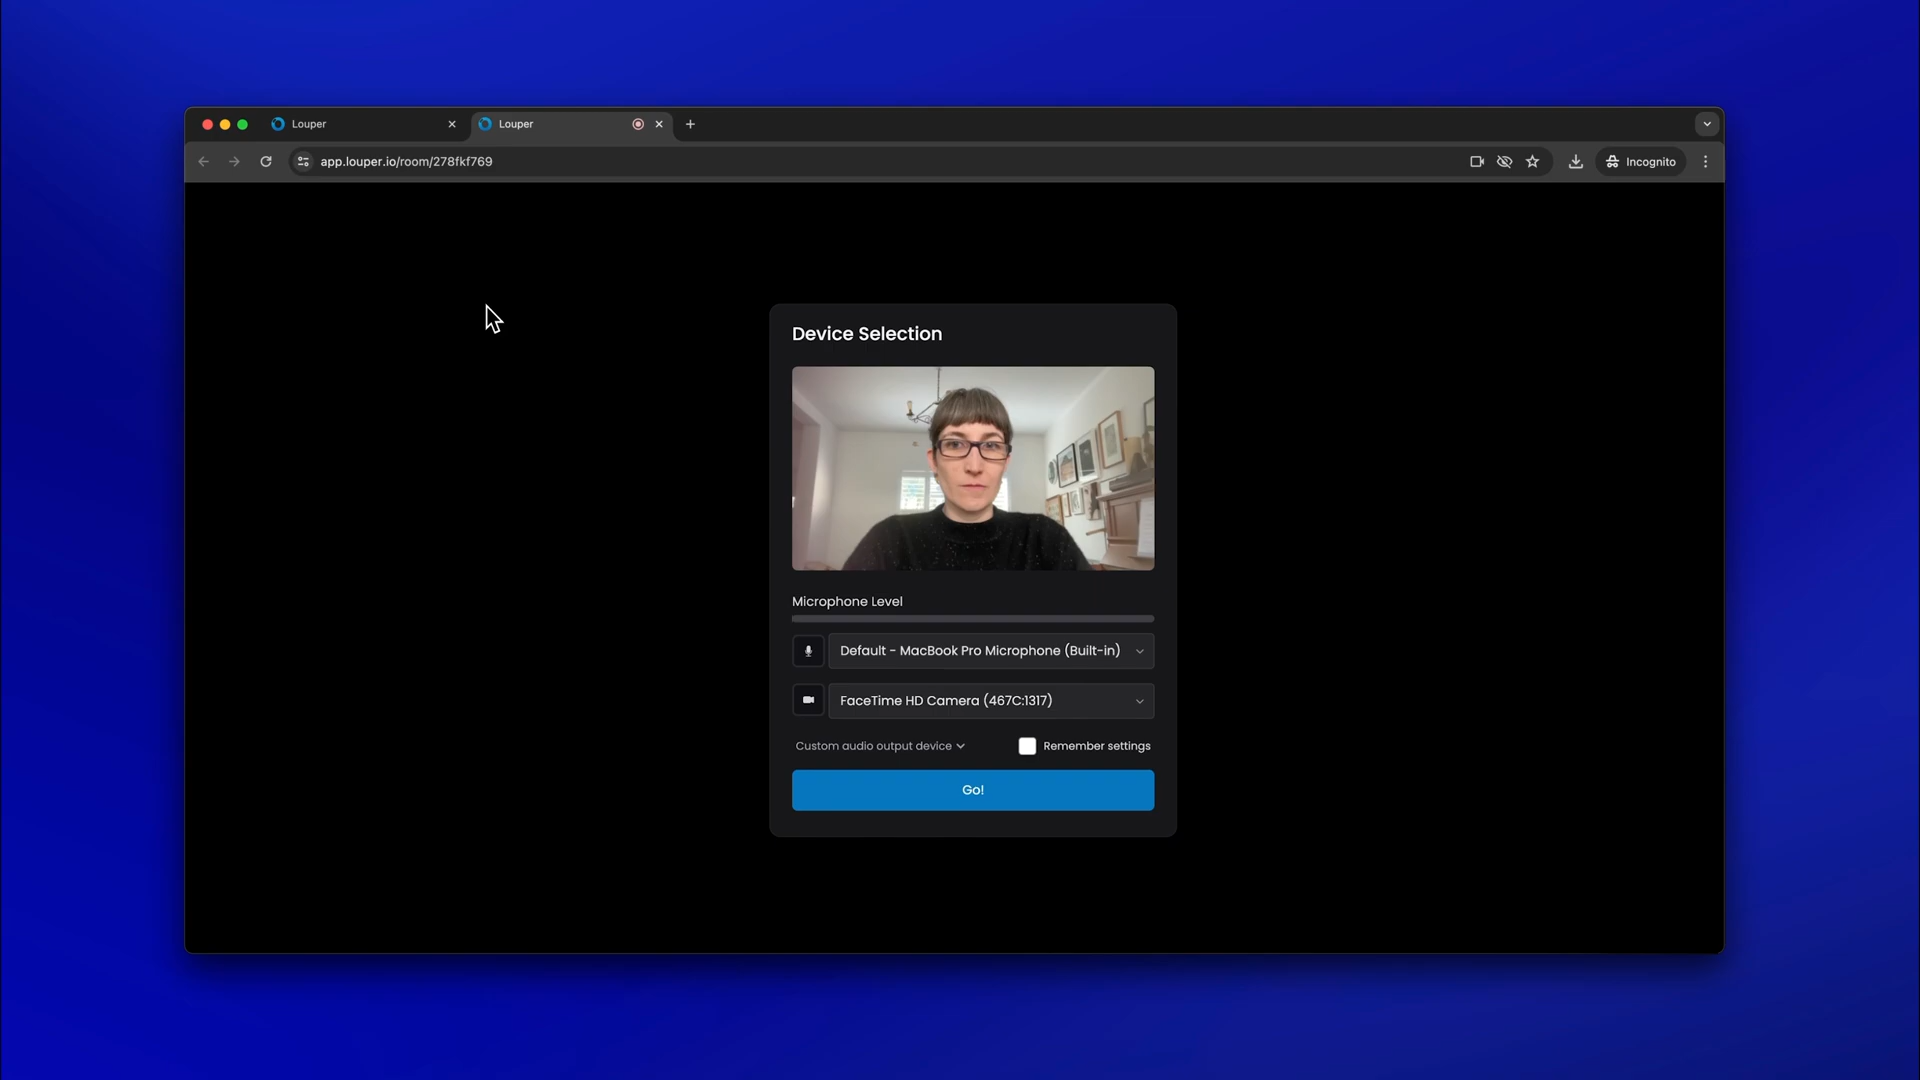 Louper
Louper
app.louper.io/room/278fkf769
Incognito
Device Selection
Microphone Level
Default - MacBook Pro Microphone (Built-in)
FaceTime HD Camera (467C:1317)
Custom audio output device
Remember settings
Go!